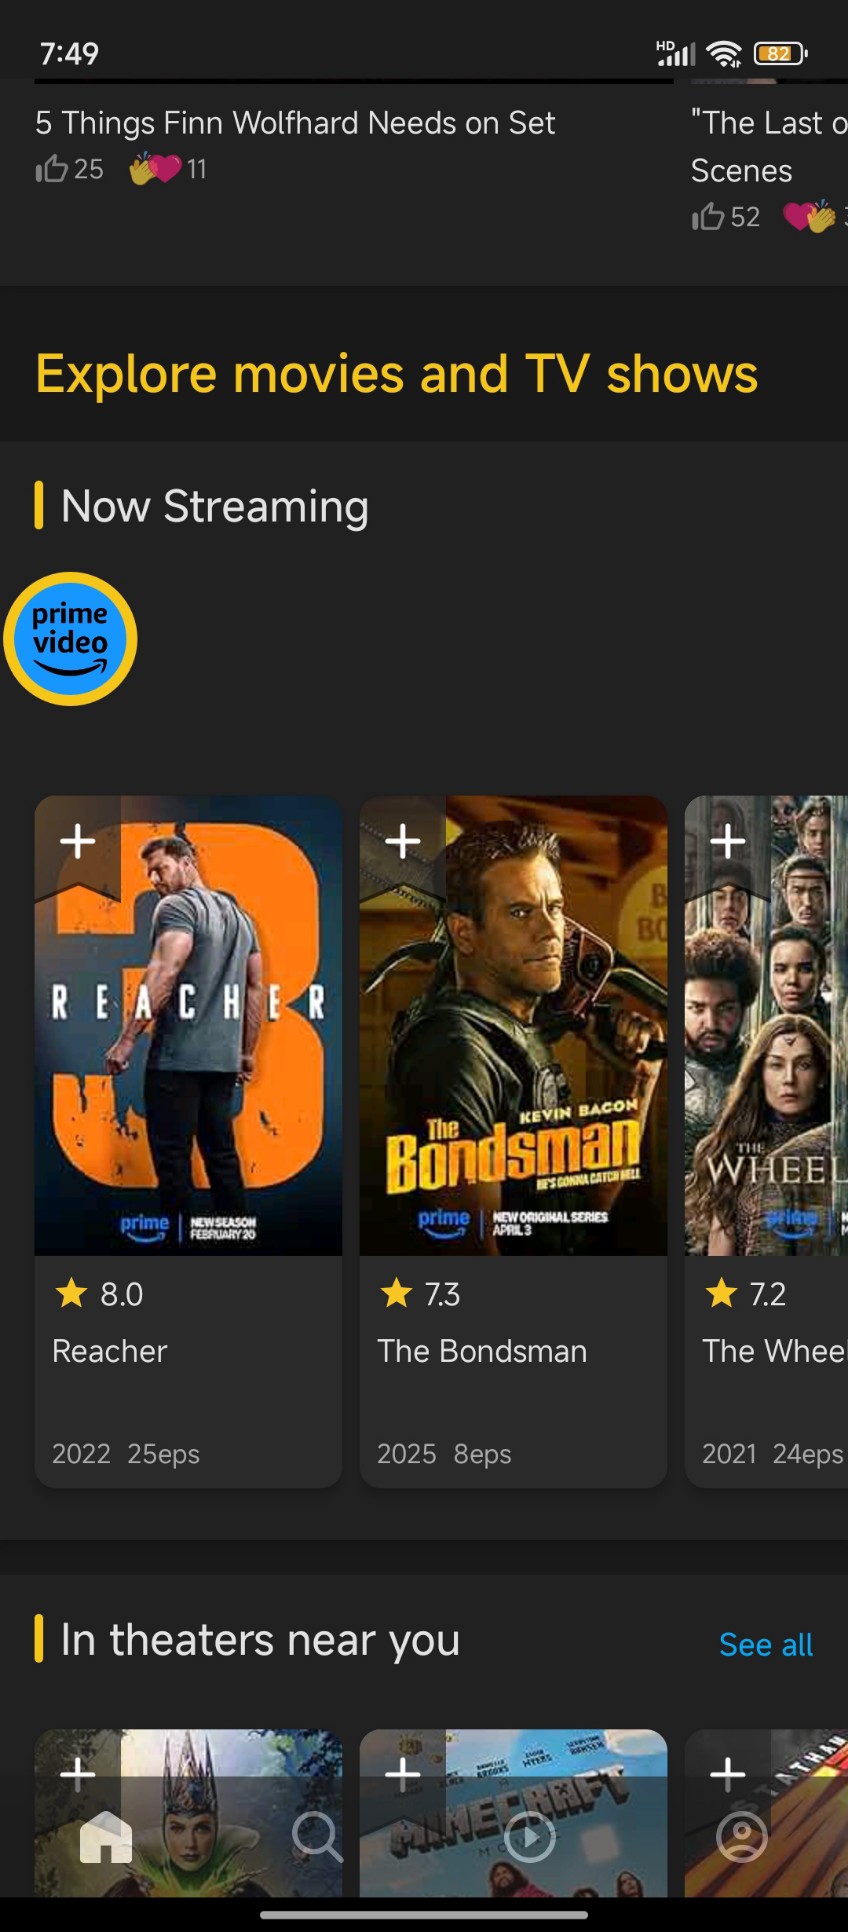 7:49
HD
82
5 Things Finn Wolfhard Needs on Set
25
11
"The Last o
Scenes
52
Explore movies and TV shows
Now Streaming
prime
video
REACHER
prime
NEW SEASON
FEBRUARY 20
KEVIN BACON
The
Bondsman
HE'S GONNA CATCH HELL
prime
NEW ORIGINAL SERIES
APRIL 3
THE
WHEEL
prime
8.0
Reacher
2022 25eps
7.3
The Bondsman
2025 8eps
7.2
The Wheel
2021 24eps
In theaters near you
See all
MINECRAFT
STATHAM